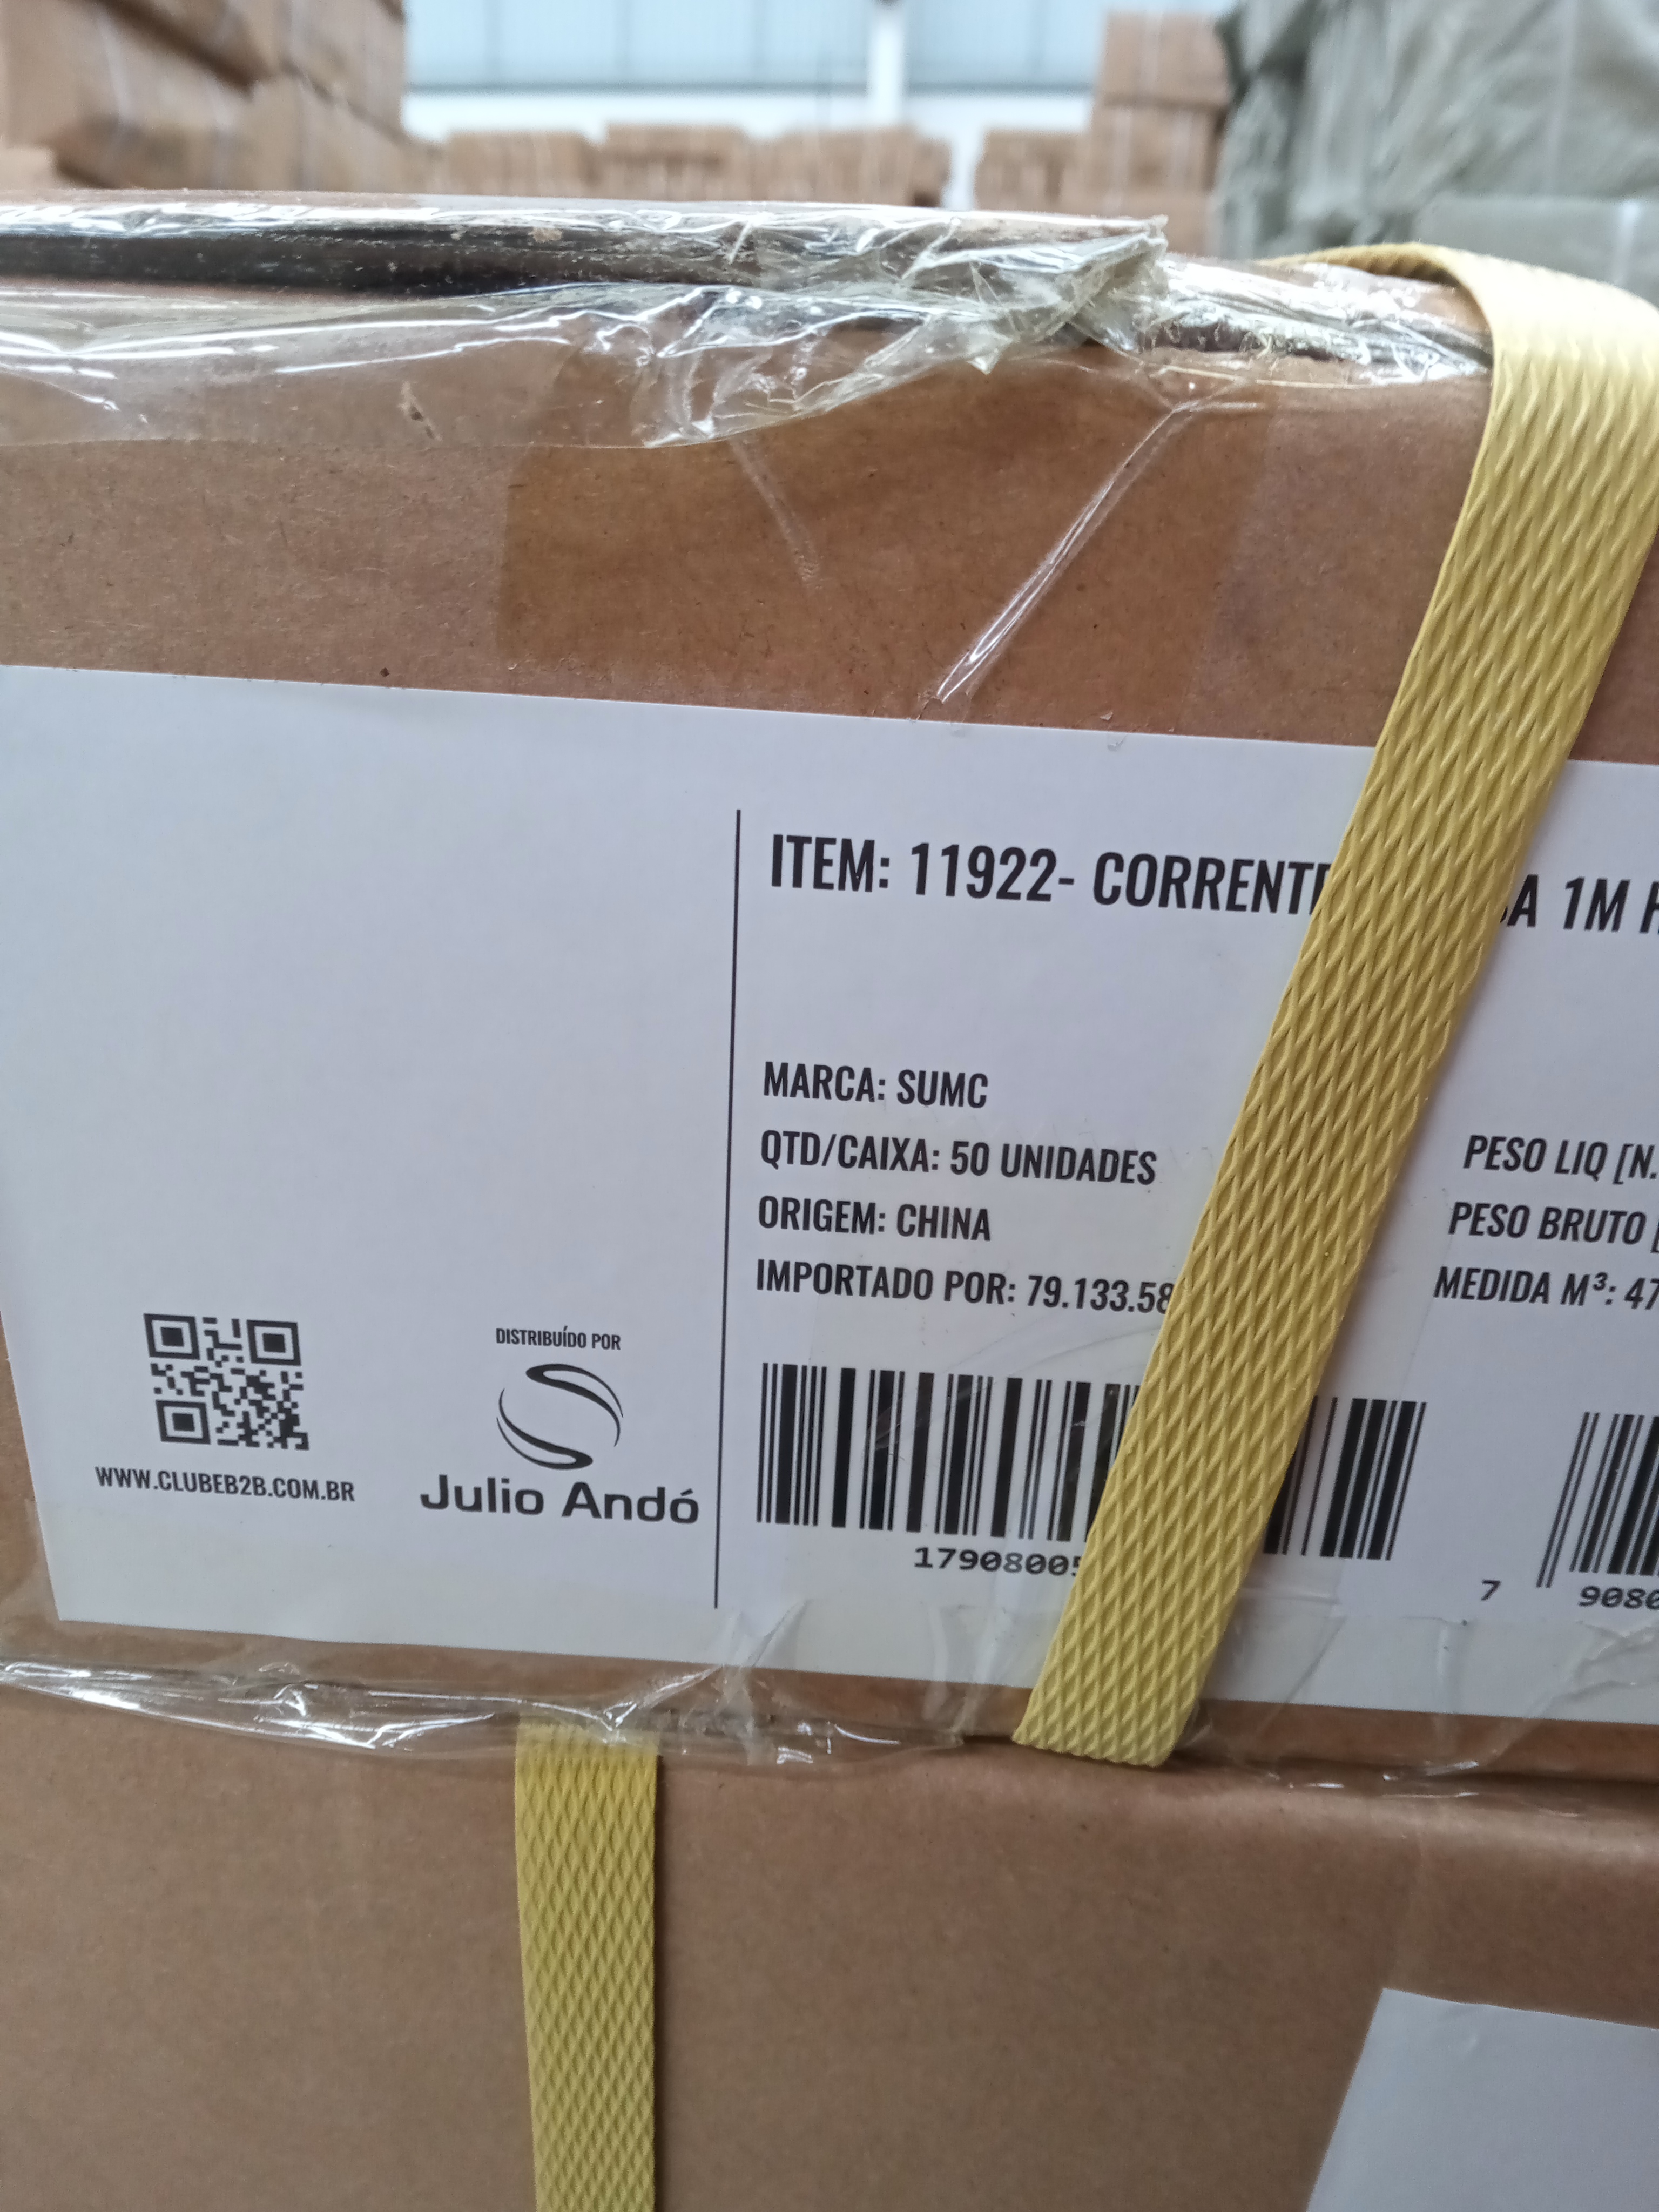 ITEM: 11922- 1M
MARCA: SUMC
QTD/CAIXA: 50 UNIDADES
PESO LIQ [N.
ORIGEM: CHINA
PESO BRUTO [
IMPORTADO POR: 79.133.58
MEDIDA M³: 47
DISTRIBUÍDO POR
Julio Andó
WWW.CLUBEB2B.COM.BR
17908005
7 9080